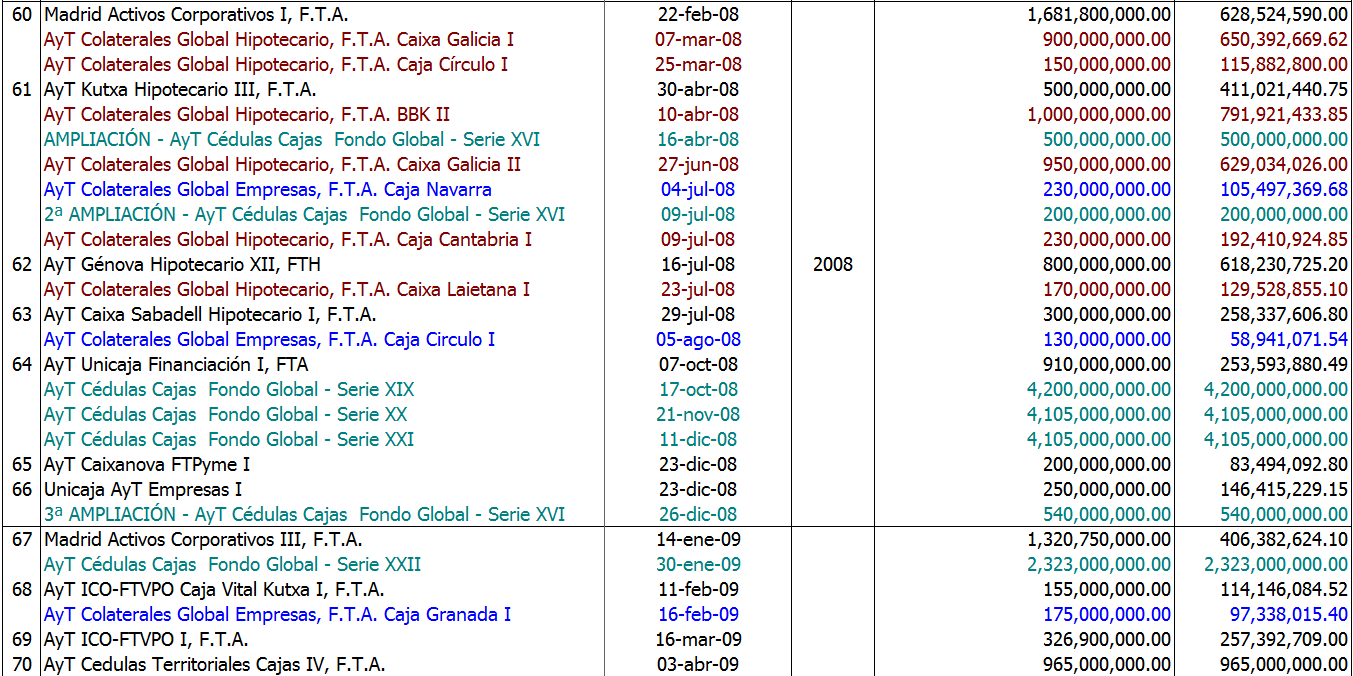 60 Madrid Activos Corporativos I, F.T.A. 22-feb-08 1,681,800,000.00 628,524,590.00
AyT Colaterales Global Hipotecario, F.T.A. Caixa Galicia I 07-mar-08 900,000,000.00 650,392,669.62
AyT Colaterales Global Hipotecario, F.T.A. Caja Círculo I 25-mar-08 150,000,000.00 115,882,800.00
61 AyT Kutxa Hipotecario III, F.T.A. 30-abr-08 500,000,000.00 411,021,440.75
AyT Colaterales Global Hipotecario, F.T.A. BBK II 10-abr-08 1,000,000,000.00 791,921,433.85
AMPLIACIÓN - AyT Cédulas Cajas  Fondo Global - Serie XVI 16-abr-08 500,000,000.00 500,000,000.00
AyT Colaterales Global Hipotecario, F.T.A. Caixa Galicia II 27-jun-08 950,000,000.00 629,034,026.00
AyT Colaterales Global Empresas, F.T.A. Caja Navarra 04-jul-08 230,000,000.00 105,497,369.68
2ª AMPLIACIÓN - AyT Cédulas Cajas  Fondo Global - Serie XVI 09-jul-08 200,000,000.00 200,000,000.00
AyT Colaterales Global Hipotecario, F.T.A. Caja Cantabria I 09-jul-08 230,000,000.00 192,410,924.85
62 AyT Génova Hipotecario XII, FTH 16-jul-08 2008 800,000,000.00 618,230,725.20
AyT Colaterales Global Hipotecario, F.T.A. Caixa Laietana I 23-jul-08 170,000,000.00 129,528,855.10
63 AyT Caixa Sabadell Hipotecario I, F.T.A. 29-jul-08 300,000,000.00 258,337,606.80
AyT Colaterales Global Empresas, F.T.A. Caja Circulo I 05-ago-08 130,000,000.00 58,941,071.54
64 AyT Unicaja Financiación I, FTA 07-oct-08 910,000,000.00 253,593,880.49
AyT Cédulas Cajas  Fondo Global - Serie XIX 17-oct-08 4,200,000,000.00 4,200,000,000.00
AyT Cédulas Cajas  Fondo Global - Serie XX 21-nov-08 4,105,000,000.00 4,105,000,000.00
AyT Cédulas Cajas  Fondo Global - Serie XXI 11-dic-08 4,105,000,000.00 4,105,000,000.00
65 AyT Caixanova FTPyme I 23-dic-08 200,000,000.00 83,494,092.80
66 Unicaja AyT Empresas I 23-dic-08 250,000,000.00 146,415,229.15
3ª AMPLIACIÓN - AyT Cédulas Cajas  Fondo Global - Serie XVI 26-dic-08 540,000,000.00 540,000,000.00
67 Madrid Activos Corporativos III, F.T.A. 14-ene-09 1,320,750,000.00 406,382,624.10
AyT Cédulas Cajas  Fondo Global - Serie XXII 30-ene-09 2,323,000,000.00 2,323,000,000.00
68 AyT ICO-FTVPO Caja Vital Kutxa I, F.T.A. 11-feb-09 155,000,000.00 114,146,084.52
AyT Colaterales Global Empresas, F.T.A. Caja Granada I 16-feb-09 175,000,000.00 97,338,015.40
69 AyT ICO-FTVPO I, F.T.A. 16-mar-09 326,900,000.00 257,392,709.00
70 AyT Cedulas Territoriales Cajas IV, F.T.A. 03-abr-09 965,000,000.00 965,000,000.00